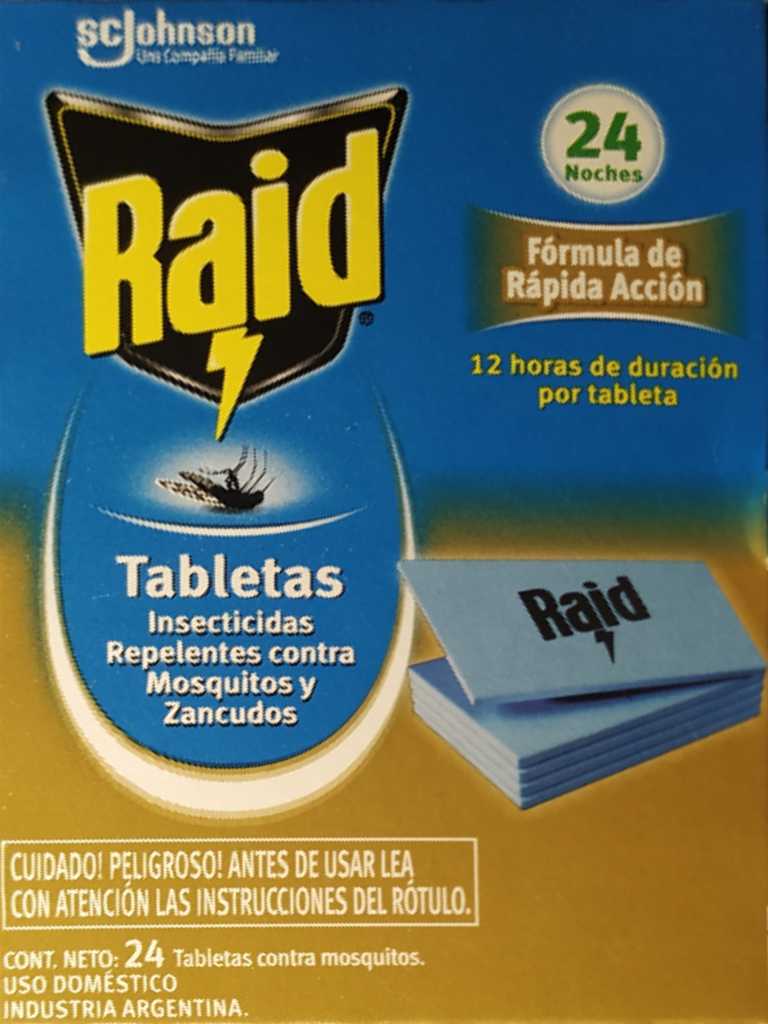 SC Johnson
Una Compañía Familiar
Raid®
24
Noches
Fórmula de
Rápida Acción
12 horas de duración
por tableta
Tabletas
Insecticidas
Repelentes contra
Mosquitos y
Zancudos
Raid
CUIDADO! PELIGROSO! ANTES DE USAR LEA
CON ATENCIÓN LAS INSTRUCCIONES DEL RÓTULO.
CONT. NETO: 24 Tabletas contra mosquitos.
USO DOMÉSTICO
INDUSTRIA ARGENTINA.